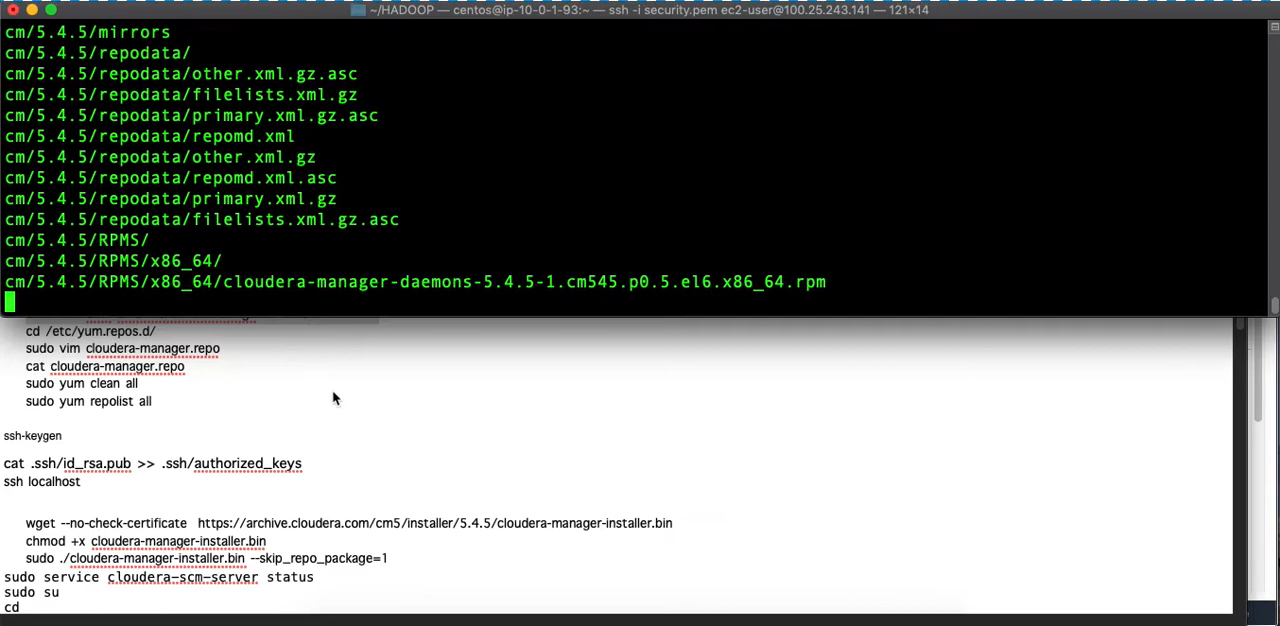 ~/HADOOP — centos@ip-10-0-1-93:~ — ssh -i security.pem ec2-user@100.25.243.141 — 121×14
cm/5.4.5/mirrors
cm/5.4.5/repodata/
cm/5.4.5/repodata/other.xml.gz.asc
cm/5.4.5/repodata/filelists.xml.gz
cm/5.4.5/repodata/primary.xml.gz.asc
cm/5.4.5/repodata/repomd.xml
cm/5.4.5/repodata/other.xml.gz
cm/5.4.5/repodata/repomd.xml.asc
cm/5.4.5/repodata/primary.xml.gz
cm/5.4.5/repodata/filelists.xml.gz.asc
cm/5.4.5/RPMS/
cm/5.4.5/RPMS/x86_64/
cm/5.4.5/RPMS/x86_64/cloudera-manager-daemons-5.4.5-1.cm545.p0.5.el6.x86_64.rpm
cd /etc/yum.repos.d/
sudo vim cloudera-manager.repo
cat cloudera-manager.repo
sudo yum clean all
sudo yum repolist all
ssh-keygen
cat .ssh/id_rsa.pub >> .ssh/authorized_keys
ssh localhost
wget --no-check-certificate https://archive.cloudera.com/cm5/installer/5.4.5/cloudera-manager-installer.bin
chmod +x cloudera-manager-installer.bin
sudo ./cloudera-manager-installer.bin --skip_repo_package=1
sudo service cloudera-scm-server status
sudo su
cd